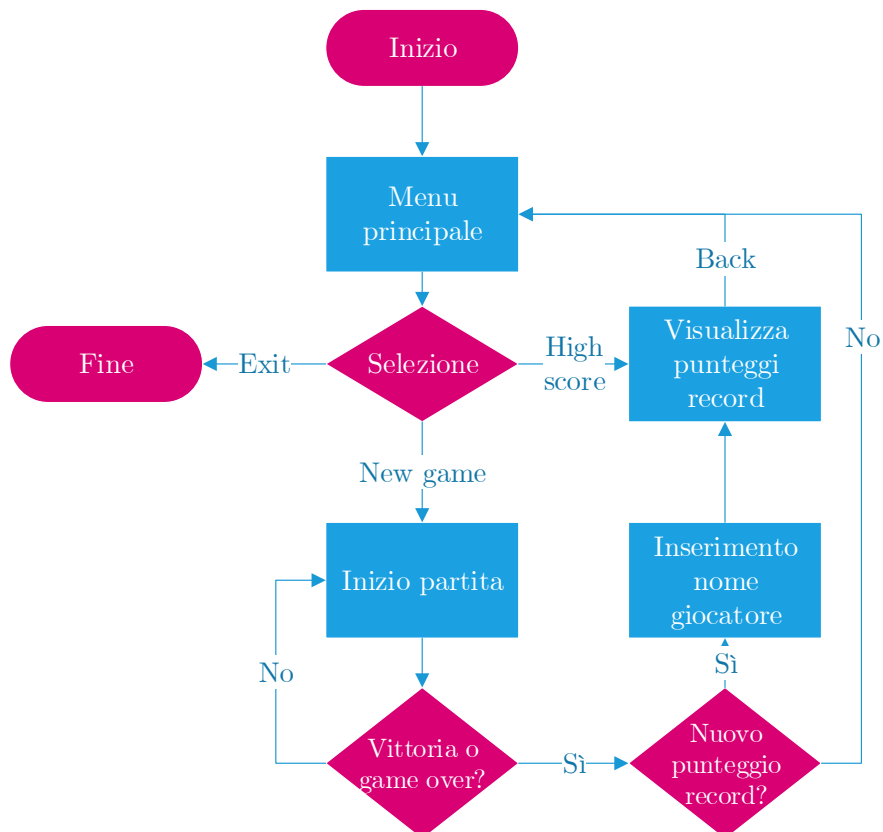 Inizio
Menu
principale
Back
Fine
Exit
Selezione
High
score
Visualizza
punteggi
record
No
New game
Inizio partita
Inserimento
nome
giocatore
No
Sì
Vittoria o
game over?
Sì
Nuovo
punteggio
record?